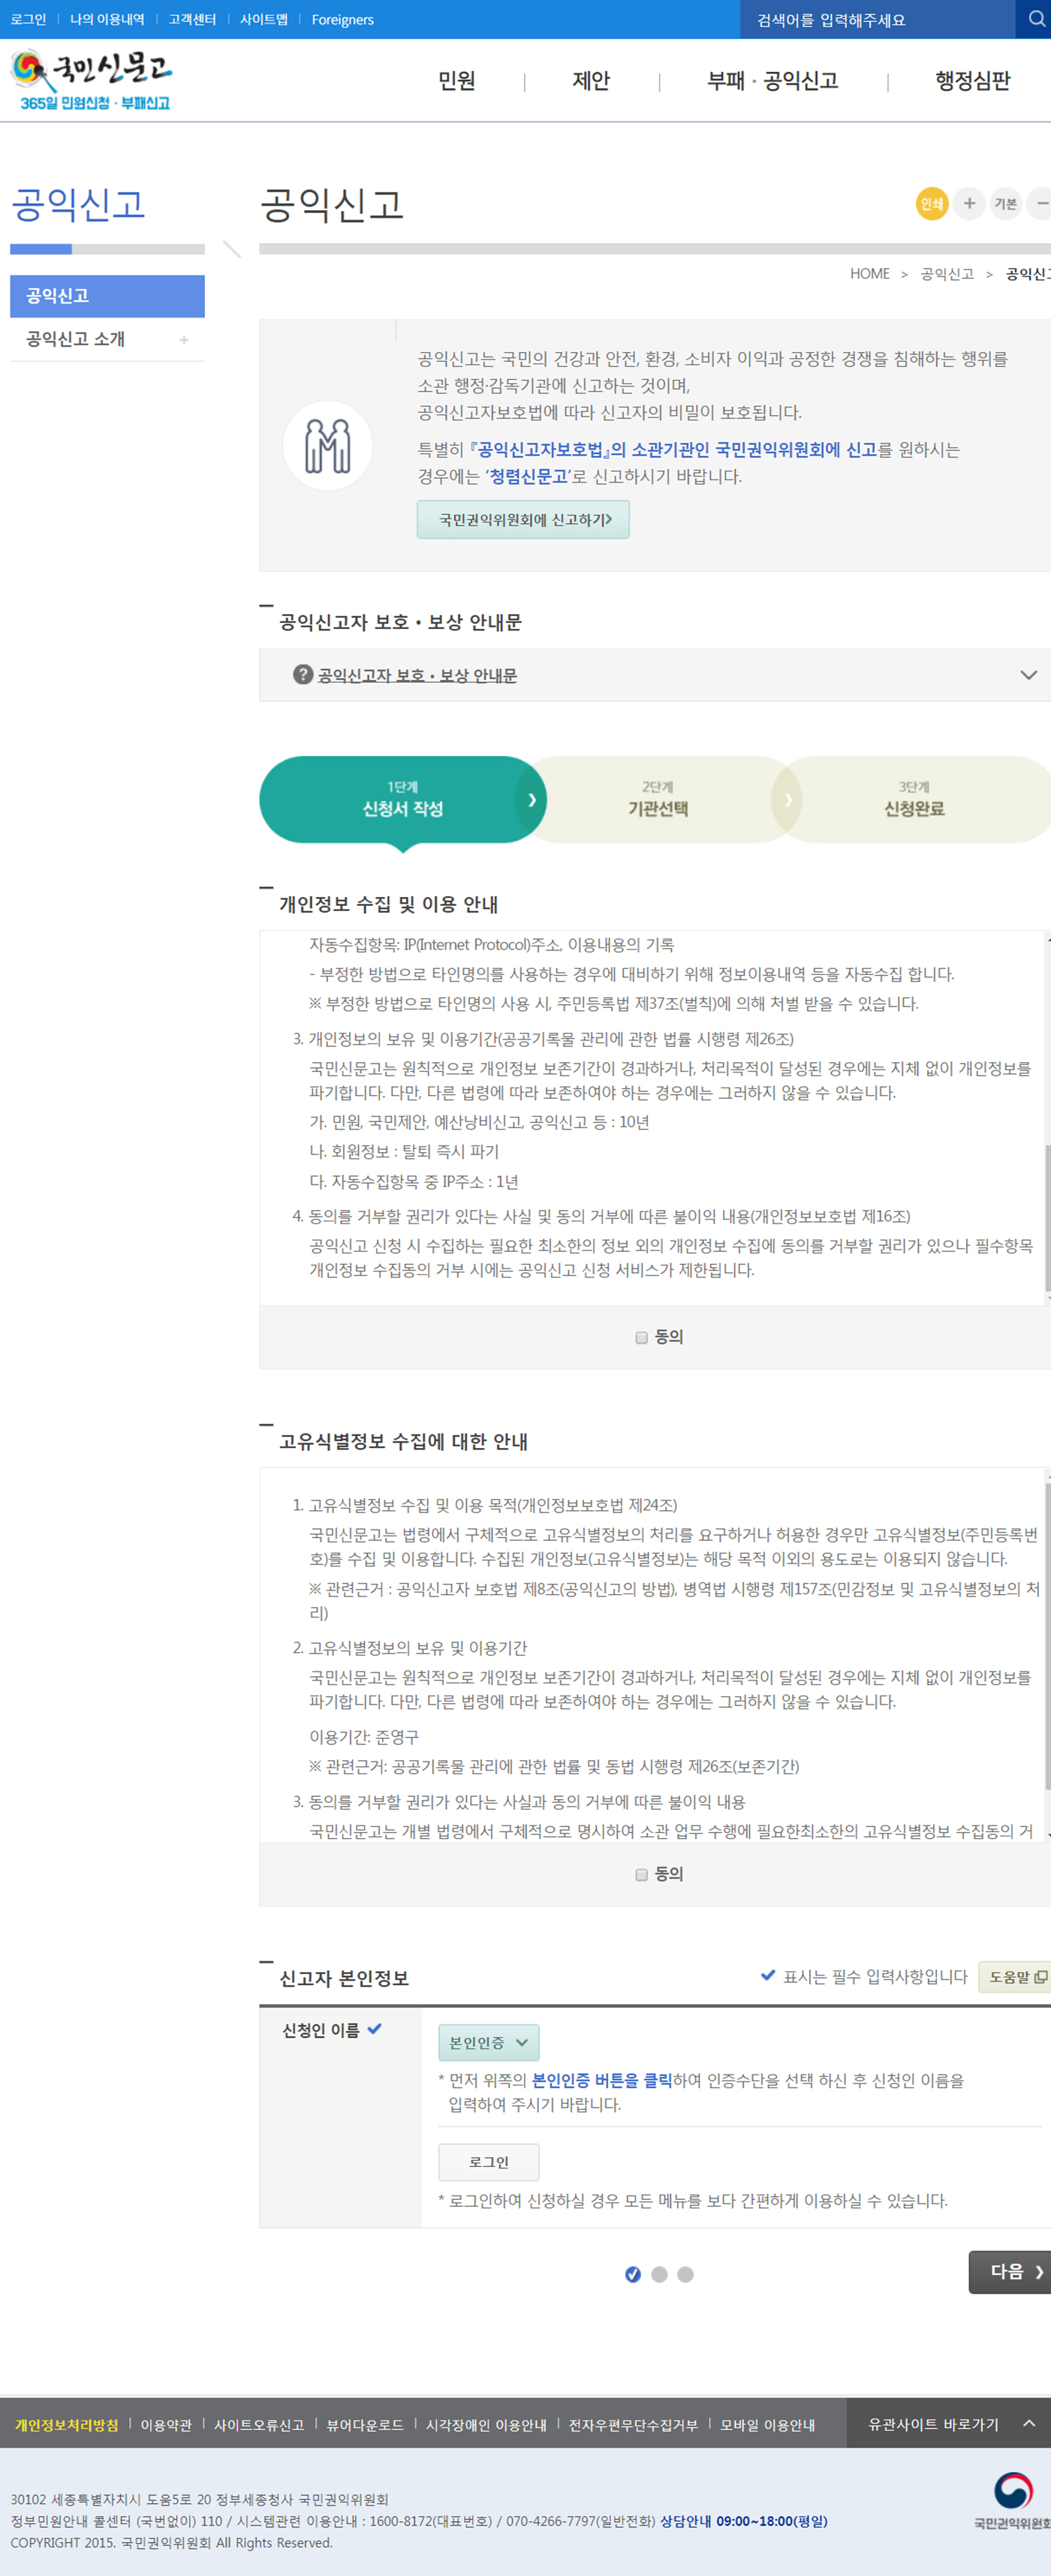 로그인 | 나의 이용내역 | 고객센터 | 사이트맵 | Foreigners
검색어를 입력해주세요
국민신문고
365일 민원신청 · 부패신고
민원 | 제안 | 부패 · 공익신고 | 행정심판
공익신고
공익신고
공익신고 소개 +
공익신고
인쇄 + 기본 −
HOME > 공익신고 >
공익신고는 국민의 건강과 안전, 환경, 소비자 이익과 공정한 경쟁을 침해하는 행위를
소관 행정·감독기관에 신고하는 것이며,
공익신고자보호법에 따라 신고자의 비밀이 보호됩니다.
특별히 『공익신고자보호법』의 소관기관인 국민권익위원회에 신고를 원하시는
경우에는 ‘청렴신문고’로 신고하시기 바랍니다.
국민권익위원회에 신고하기>
공익신고자 보호 • 보상 안내문
? 공익신고자 보호 • 보상 안내문
1단계
신청서 작성
2단계
기관선택
3단계
신청완료
개인정보 수집 및 이용 안내
자동수집항목: IP(Internet Protocol)주소, 이용내용의 기록
- 부정한 방법으로 타인명의를 사용하는 경우에 대비하기 위해 정보이용내역 등을 자동수집 합니다.
※ 부정한 방법으로 타인명의 사용 시, 주민등록법 제37조(벌칙)에 의해 처벌 받을 수 있습니다.
3. 개인정보의 보유 및 이용기간(공공기록물 관리에 관한 법률 시행령 제26조)
국민신문고는 원칙적으로 개인정보 보존기간이 경과하거나, 처리목적이 달성된 경우에는 지체 없이 개인정보를
파기합니다. 다만, 다른 법령에 따라 보존하여야 하는 경우에는 그러하지 않을 수 있습니다.
가. 민원, 국민제안, 예산낭비신고, 공익신고 등 : 10년
나. 회원정보 : 탈퇴 즉시 파기
다. 자동수집항목 중 IP주소 : 1년
4. 동의를 거부할 권리가 있다는 사실 및 동의 거부에 따른 불이익 내용(개인정보보호법 제16조)
공익신고 신청 시 수집하는 필요한 최소한의 정보 외의 개인정보 수집에 동의를 거부할 권리가 있으나 필수항목
개인정보 수집동의 거부 시에는 공익신고 신청 서비스가 제한됩니다.
동의
고유식별정보 수집에 대한 안내
1. 고유식별정보 수집 및 이용 목적(개인정보보호법 제24조)
국민신문고는 법령에서 구체적으로 고유식별정보의 처리를 요구하거나 허용한 경우만 고유식별정보(주민등록번
호)를 수집 및 이용합니다. 수집된 개인정보(고유식별정보)는 해당 목적 이외의 용도로는 이용되지 않습니다.
※ 관련근거 : 공익신고자 보호법 제8조(공익신고의 방법), 병역법 시행령 제157조(민감정보 및 고유식별정보의 처
리)
2. 고유식별정보의 보유 및 이용기간
국민신문고는 원칙적으로 개인정보 보존기간이 경과하거나, 처리목적이 달성된 경우에는 지체 없이 개인정보를
파기합니다. 다만, 다른 법령에 따라 보존하여야 하는 경우에는 그러하지 않을 수 있습니다.
이용기간: 준영구
※ 관련근거: 공공기록물 관리에 관한 법률 및 동법 시행령 제26조(보존기간)
3. 동의를 거부할 권리가 있다는 사실과 동의 거부에 따른 불이익 내용
국민신문고는 개별 법령에서 구체적으로 명시하여 소관 업무 수행에 필요한최소한의 고유식별정보 수집동의 거
동의
신고자 본인정보
✔ 표시는 필수 입력사항입니다
도움말
신청인 이름 ✔
본인인증
* 먼저 위쪽의 본인인증 버튼을 클릭하여 인증수단을 선택 하신 후 신청인 이름을
입력하여 주시기 바랍니다.
로그인
* 로그인하여 신청하실 경우 모든 메뉴를 보다 간편하게 이용하실 수 있습니다.
다음 >
개인정보처리방침 | 이용약관 | 사이트오류신고 | 뷰어다운로드 | 시각장애인 이용안내 | 전자우편무단수집거부 | 모바일 이용안내
유관사이트 바로가기
30102 세종특별자치시 도움5로 20 정부세종청사 국민권익위원회
정부민원안내 콜센터 (국번없이) 110 / 시스템관련 이용안내 : 1600-8172(대표번호) / 070-4266-7797(일반전화) 상담안내 09:00~18:00(평일)
COPYRIGHT 2015. 국민권익위원회 All Rights Reserved.
국민권익위원회